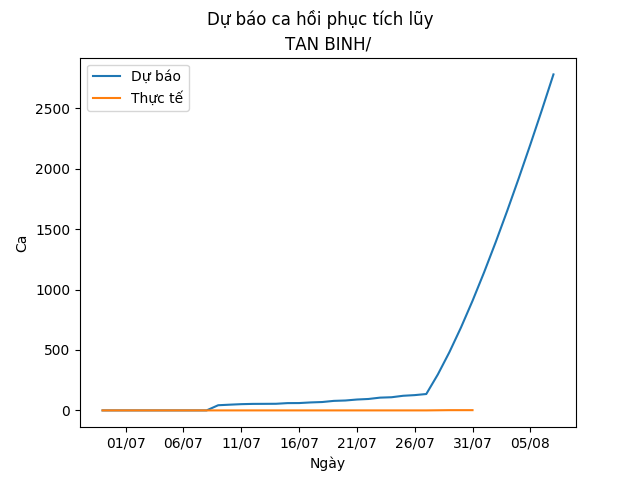 Dự báo ca hồi phục tích lũy
TAN BINH/
Dự báo
Thực tế
2500
2000
1500
1000
500
0
Ca
01/07 06/07 11/07 16/07 21/07 26/07 31/07 05/08
Ngày